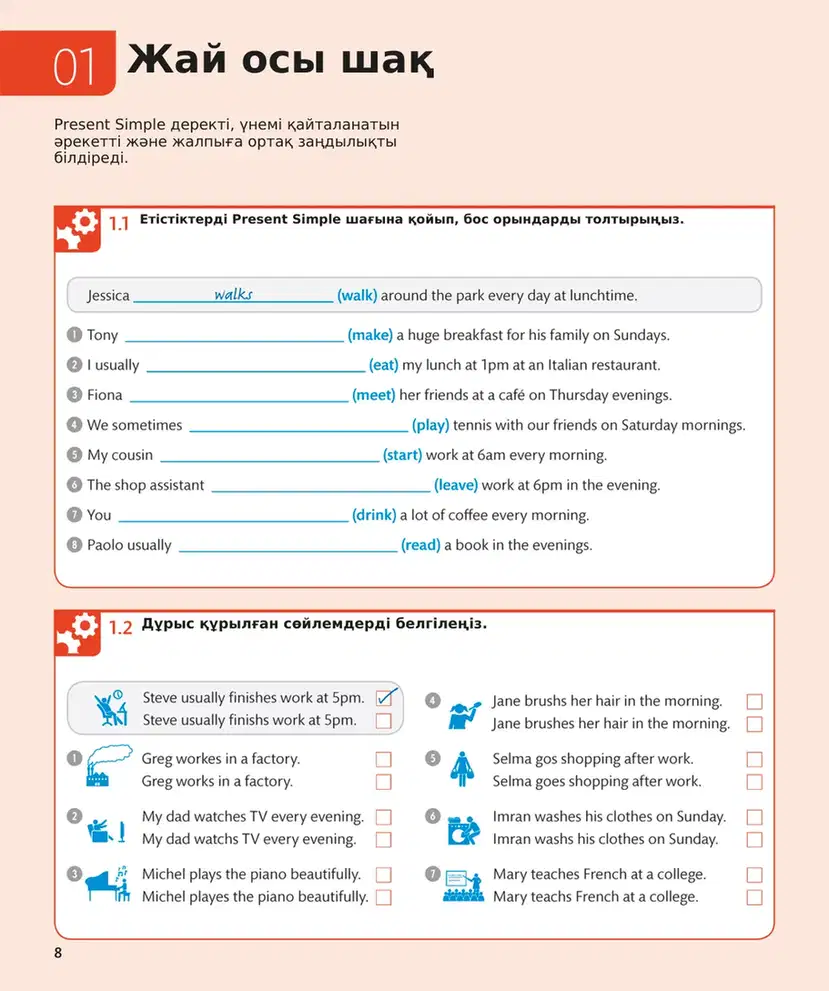 01 Жай осы шақ
Present Simple деректі, үнемі қайталанатын
әрекетті және жалпыға ортақ заңдылықты
білдіреді.
1.1 Етістіктерді Present Simple шағына қойып, бос орындарды толтырыңыз.
Jessica walks (walk) around the park every day at lunchtime.
1 Tony (make) a huge breakfast for his family on Sundays.
2 I usually (eat) my lunch at 1pm at an Italian restaurant.
3 Fiona (meet) her friends at a café on Thursday evenings.
4 We sometimes (play) tennis with our friends on Saturday mornings.
5 My cousin (start) work at 6am every morning.
6 The shop assistant (leave) work at 6pm in the evening.
7 You (drink) a lot of coffee every morning.
8 Paolo usually (read) a book in the evenings.
1.2 Дұрыс құрылған сөйлемдерді белгілеңіз.
Steve usually finishes work at 5pm.
Steve usually finishs work at 5pm.
1 Greg workes in a factory.
Greg works in a factory.
2 My dad watches TV every evening.
My dad watchs TV every evening.
3 Michel plays the piano beautifully.
Michel playes the piano beautifully.
4 Jane brushs her hair in the morning.
Jane brushes her hair in the morning.
5 Selma gos shopping after work.
Selma goes shopping after work.
6 Imran washes his clothes on Sunday.
Imran washs his clothes on Sunday.
7 Mary teaches French at a college.
Mary teachs French at a college.
8